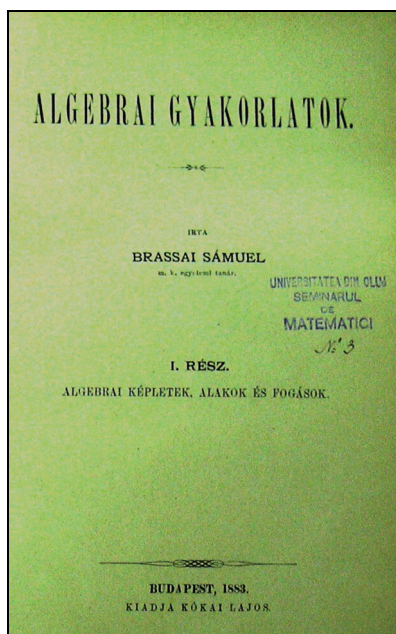 ALGEBRAI GYAKORLATOK.
IRTA
BRASSAI SÁMUEL
m. k. egyetemi tanár.
UNIVERSITATEA DIN CLUJ
SEMINARUL
DE
MATEMATICI
№ 3
I. RÉSZ.
ALGEBRAI KÉPLETEK, ALAKOK ÉS FOGÁSOK.
BUDAPEST, 1883.
KIADJA KÓKAI LAJOS.